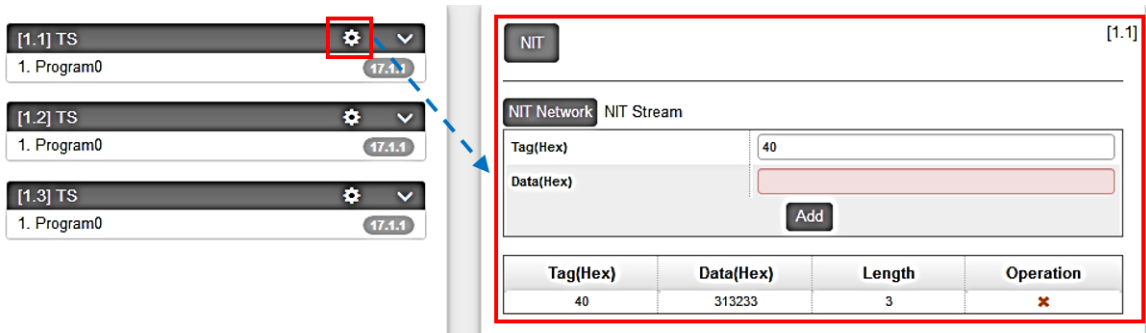 [1.1] TS
1. Program0
17.1.1
[1.2] TS
1. Program0
17.1.1
[1.3] TS
1. Program0
17.1.1
NIT
[1.1]
NIT Network NIT Stream
Tag(Hex) 40
Data(Hex)
Add
Tag(Hex) Data(Hex) Length Operation
40 313233 3